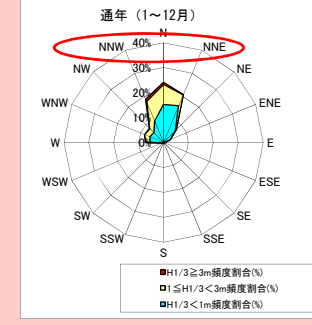 通年（1～12月）
N
NNW 40% NNE
NW 30% NE
20%
WNW ENE
10%
W 0% E
WSW ESE
SW SE
SSW SSE
S
H1/3≧3m頻度割合(%)
1≦H1/3＜3m頻度割合(%)
H1/3＜1m頻度割合(%)